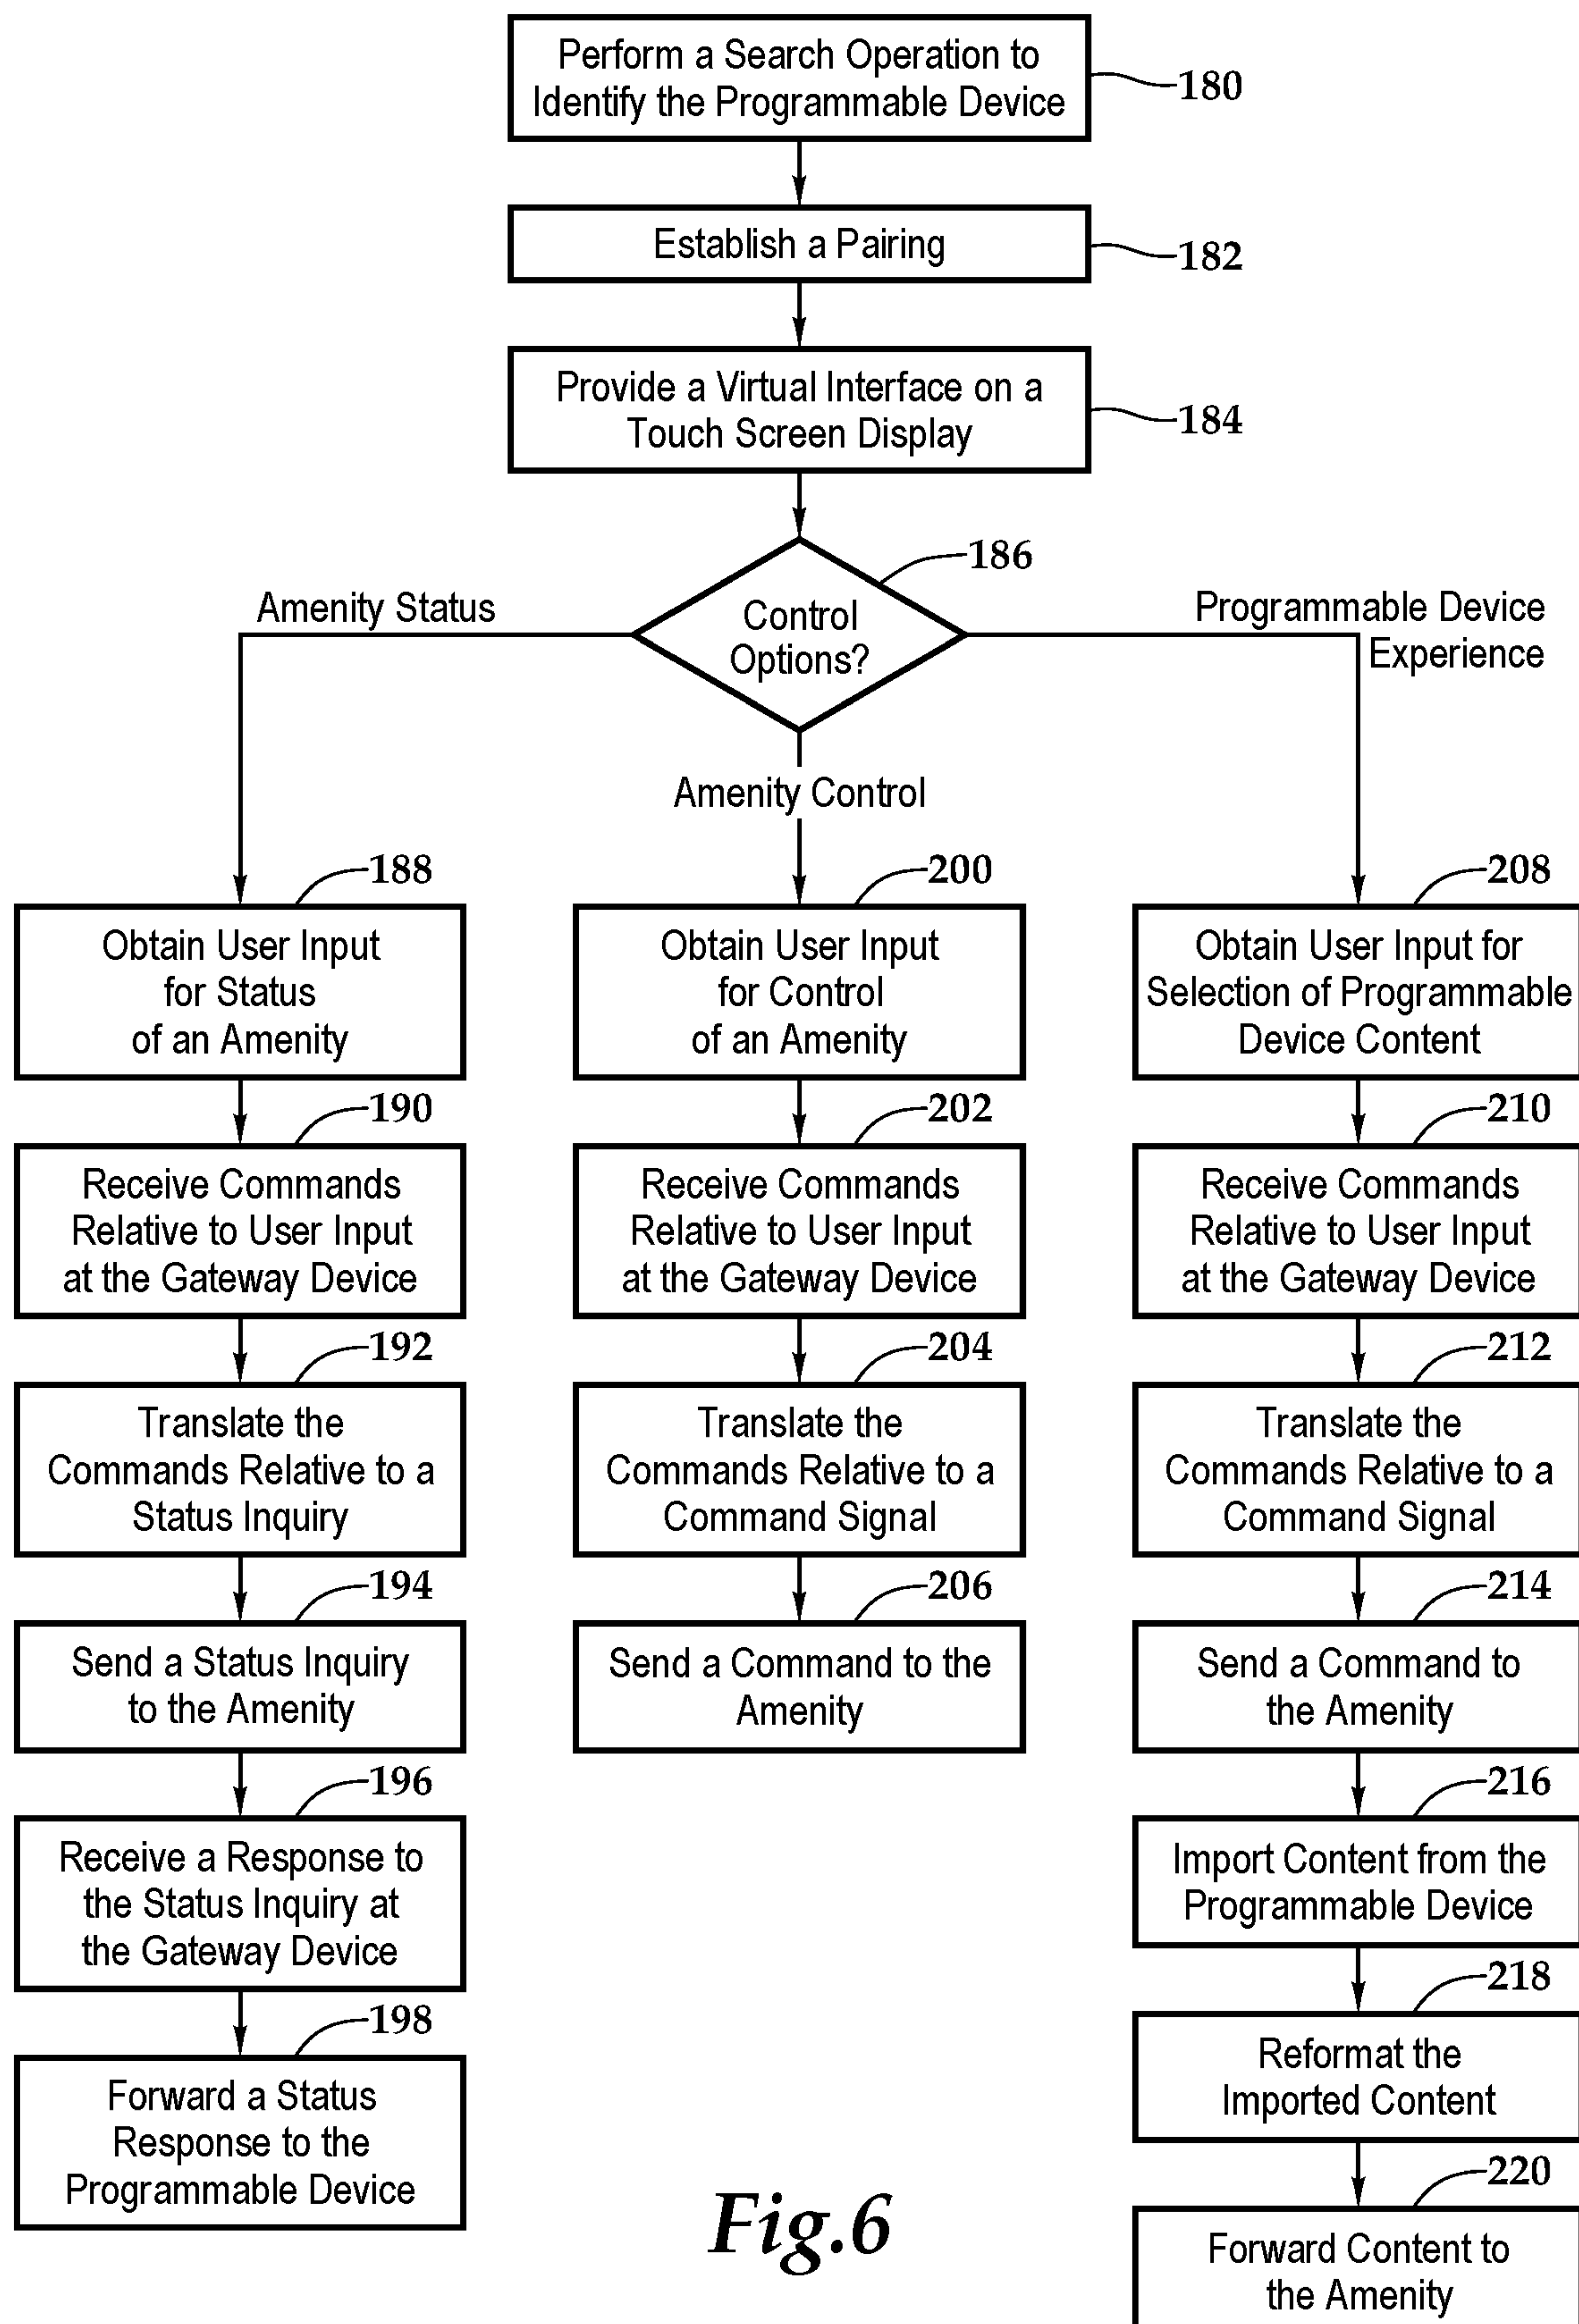 Perform a Search Operation to
Identify the Programmable Device
180
Establish a Pairing
182
Provide a Virtual Interface on a
Touch Screen Display
184
186
Control
Options?
Amenity Status
Amenity Control
Programmable Device
Experience
188
Obtain User Input
for Status
of an Amenity
190
Receive Commands
Relative to User Input
at the Gateway Device
192
Translate the
Commands Relative to a
Status Inquiry
194
Send a Status Inquiry
to the Amenity
196
Receive a Response to
the Status Inquiry at
the Gateway Device
198
Forward a Status
Response to the
Programmable Device
200
Obtain User Input
for Control
of an Amenity
202
Receive Commands
Relative to User Input
at the Gateway Device
204
Translate the
Commands Relative to a
Command Signal
206
Send a Command to the
Amenity
208
Obtain User Input for
Selection of Programmable
Device Content
210
Receive Commands
Relative to User Input
at the Gateway Device
212
Translate the
Commands Relative to a
Command Signal
214
Send a Command to
the Amenity
216
Import Content from the
Programmable Device
218
Reformat the
Imported Content
220
Forward Content to
the Amenity
Fig.6